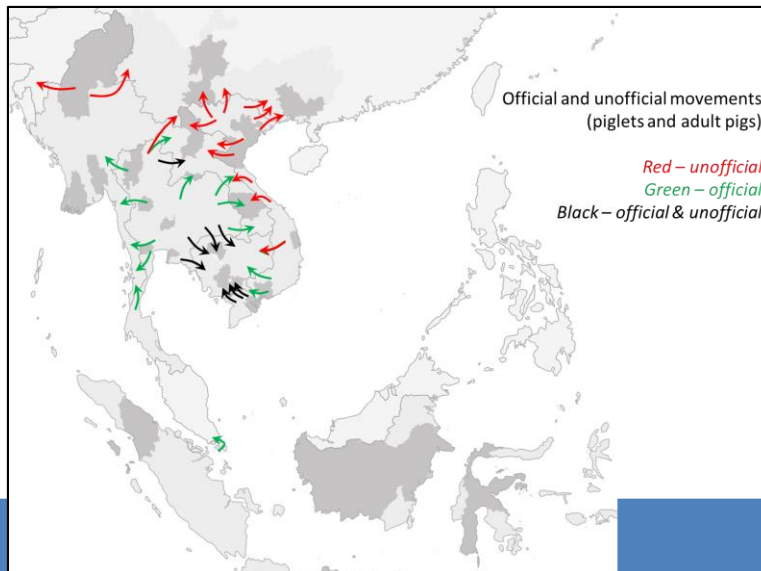 Official and unofficial movements
(piglets and adult pigs)
Red – unofficial
Green – official
Black – official & unofficial